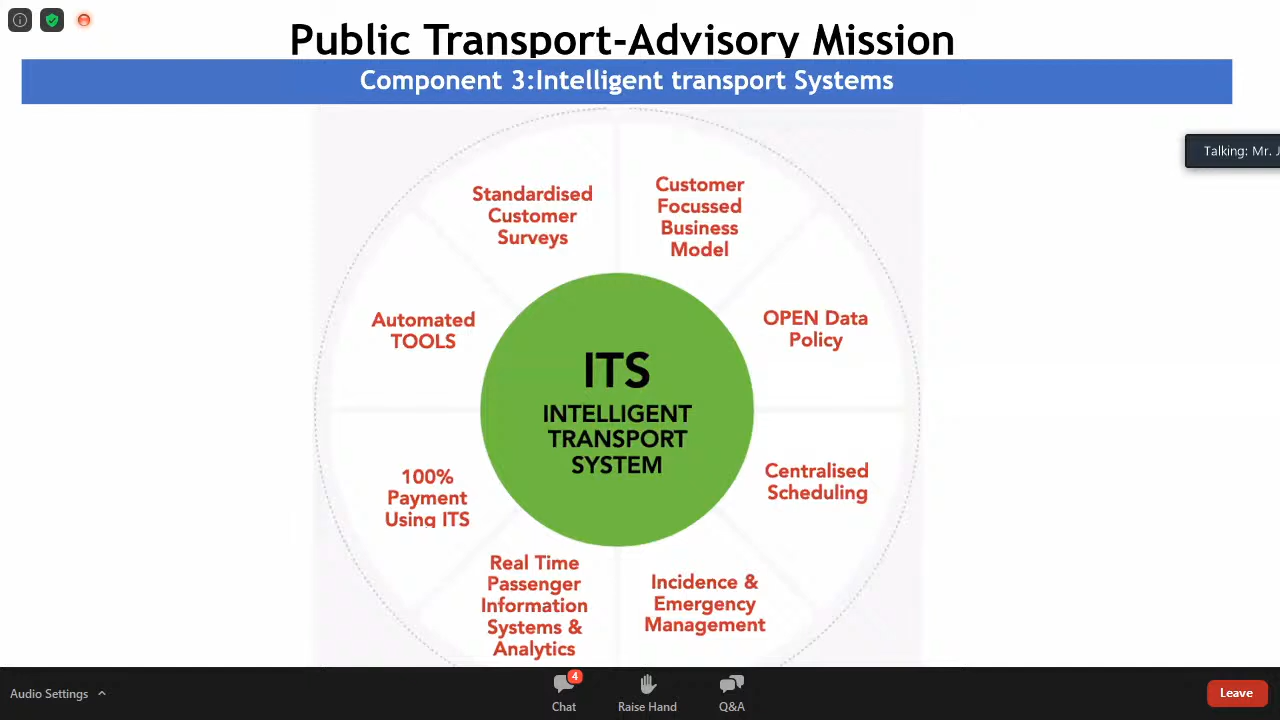 Public Transport-Advisory Mission
Component 3:Intelligent transport Systems
Talking: Mr. J
Standardised
Customer
Surveys
Customer
Focussed
Business
Model
Automated
TOOLS
OPEN Data
Policy
ITS
INTELLIGENT
TRANSPORT
SYSTEM
100%
Payment
Using ITS
Centralised
Scheduling
Real Time
Passenger
Information
Systems &
Analytics
Incidence &
Emergency
Management
Audio Settings
4
Chat
Raise Hand
Q&A
Leave